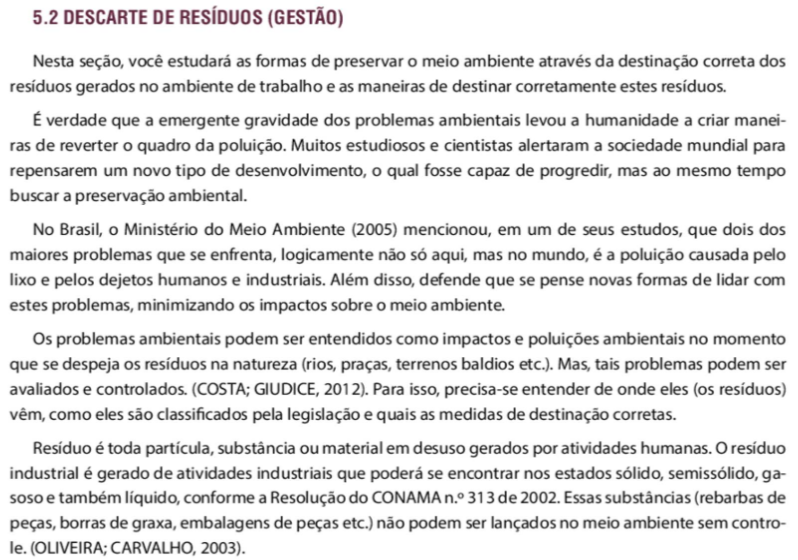 5.2 DESCARTE DE RESÍDUOS (GESTÃO)
Nesta seção, você estudará as formas de preservar o meio ambiente através da destinação correta dos
resíduos gerados no ambiente de trabalho e as maneiras de destinar corretamente estes resíduos.
É verdade que a emergente gravidade dos problemas ambientais levou a humanidade a criar manei-
ras de reverter o quadro da poluição. Muitos estudiosos e cientistas alertaram a sociedade mundial para
repensarem um novo tipo de desenvolvimento, o qual fosse capaz de progredir, mas ao mesmo tempo
buscar a preservação ambiental.
No Brasil, o Ministério do Meio Ambiente (2005) mencionou, em um de seus estudos, que dois dos
maiores problemas que se enfrenta, logicamente não só aqui, mas no mundo, é a poluição causada pelo
lixo e pelos dejetos humanos e industriais. Além disso, defende que se pense novas formas de lidar com
estes problemas, minimizando os impactos sobre o meio ambiente.
Os problemas ambientais podem ser entendidos como impactos e poluições ambientais no momento
que se despeja os resíduos na natureza (rios, praças, terrenos baldios etc.). Mas, tais problemas podem ser
avaliados e controlados. (COSTA; GIUDICE, 2012). Para isso, precisa-se entender de onde eles (os resíduos)
vêm, como eles são classificados pela legislação e quais as medidas de destinação corretas.
Resíduo é toda partícula, substância ou material em desuso gerados por atividades humanas. O resíduo
industrial é gerado de atividades industriais que poderá se encontrar nos estados sólido, semissólido, ga-
soso e também líquido, conforme a Resolução do CONAMA n.º 313 de 2002. Essas substâncias (rebarbas de
peças, borras de graxa, embalagens de peças etc.) não podem ser lançados no meio ambiente sem contro-
le. (OLIVEIRA; CARVALHO, 2003).